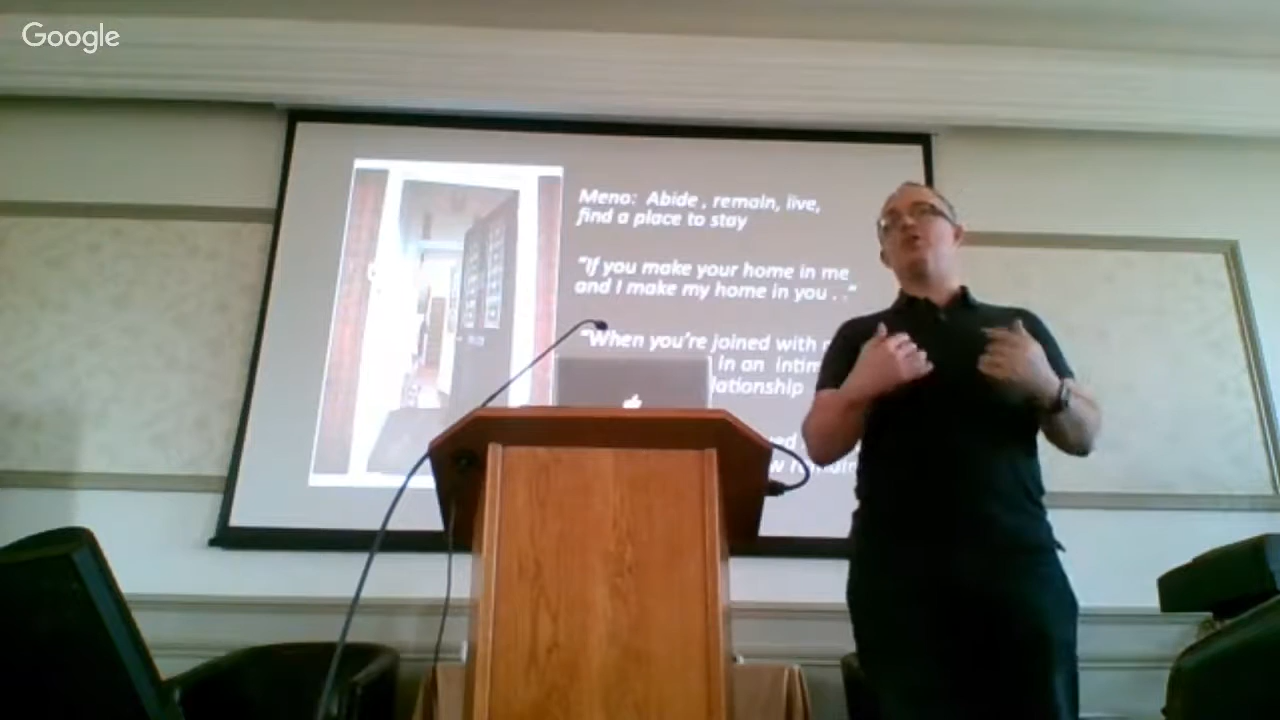 Google
Meno: Abide , remain, live,
find a place to stay
"If you make your home in me
and I make my home in you . ."
"When you're joined with
in an
lationship